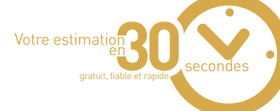 Votre estimation
en 30
secondes
gratuit, fiable et rapide